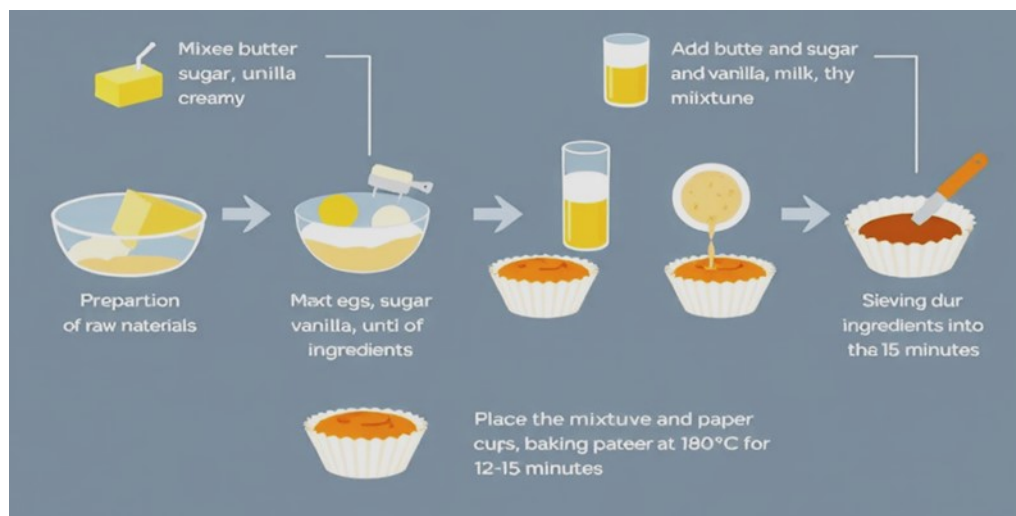 Mixee butter
sugar, unilla
creamy
Add butte and sugar
and vanilla, milk, thy
miixtune
Prepartion
of raw naterials
Maxt egs, sugar
vanilla, unti of
ingredients
Sieving dur
ingredients into
the 15 minutes
Place the mixtuve and paper
cups, baking pateer at 180°C for
12-15 minutes